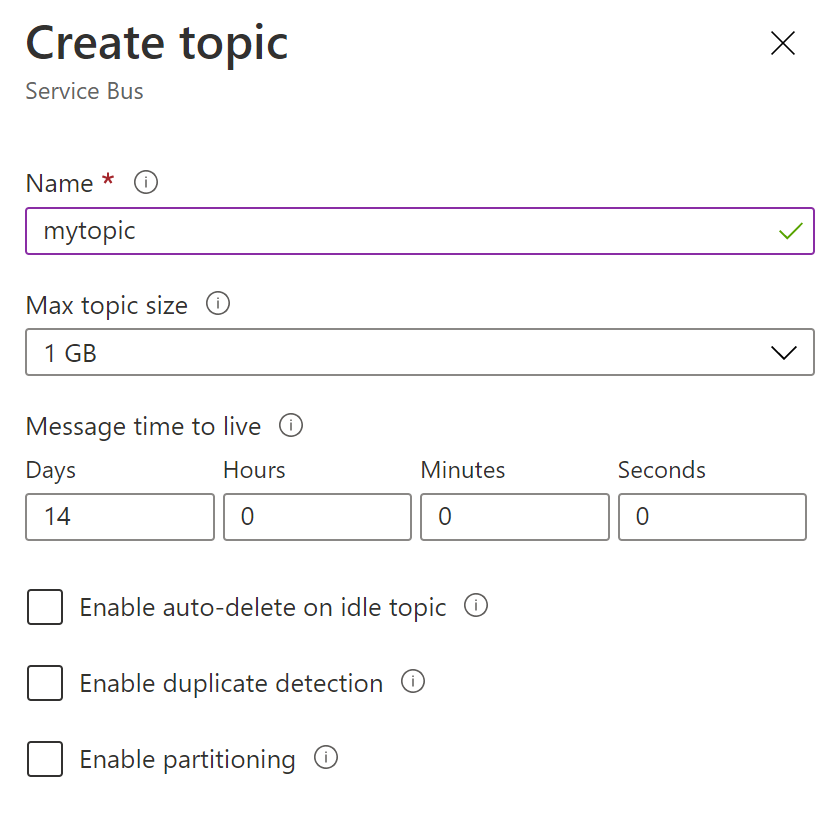 Create topic
Service Bus
Name *
mytopic
Max topic size
1 GB
Message time to live
Days Hours Minutes Seconds
14 0 0 0
Enable auto-delete on idle topic
Enable duplicate detection
Enable partitioning